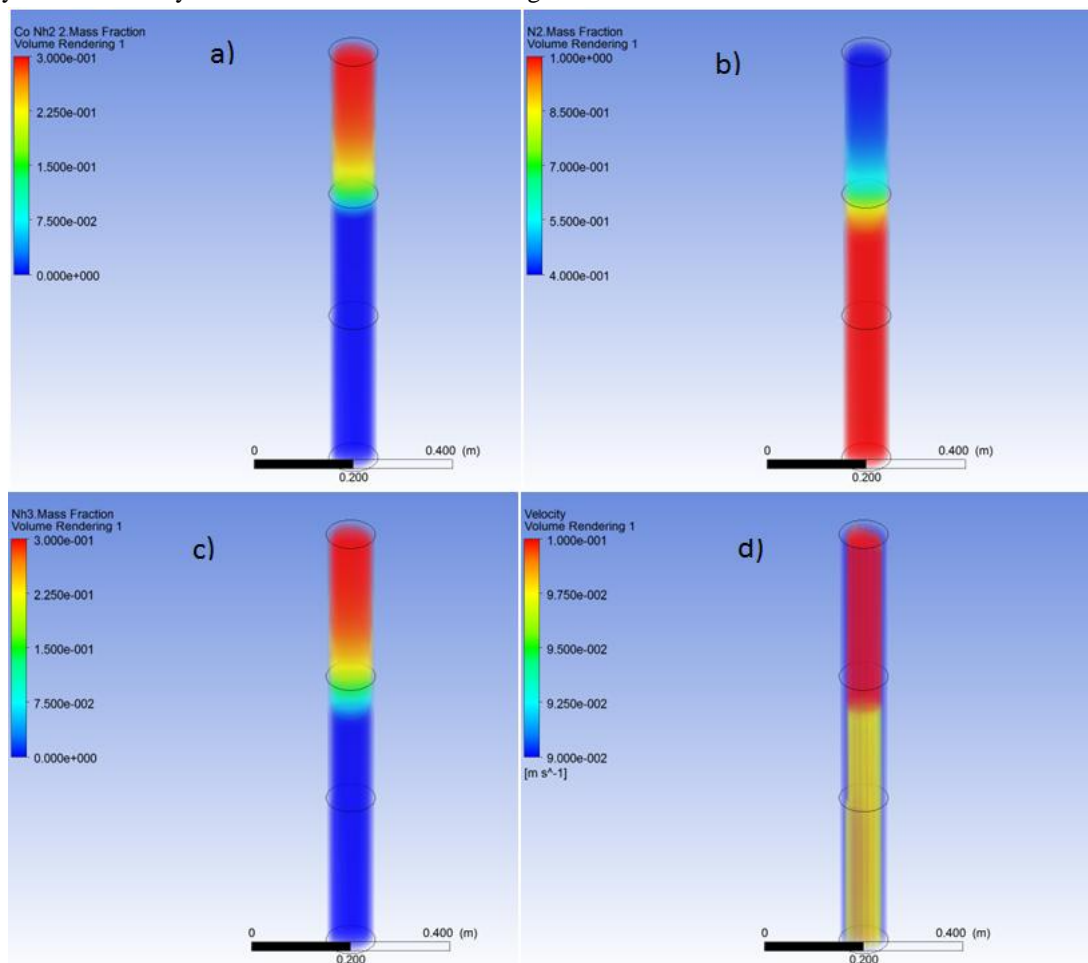 Co Nh2 2.Mass Fraction
Volume Rendering 1
3.000e-001
2.250e-001
1.500e-001
7.500e-002
0.000e+000
a)
0
0.400 (m)
0.200
N2.Mass Fraction
Volume Rendering 1
1.000e+000
8.500e-001
7.000e-001
5.500e-001
4.000e-001
b)
0
0.400 (m)
0.200
Nh3.Mass Fraction
Volume Rendering 1
3.000e-001
2.250e-001
1.500e-001
7.500e-002
0.000e+000
c)
0
0.400 (m)
0.200
Velocity
Volume Rendering 1
1.000e-001
9.750e-002
9.500e-002
9.250e-002
9.000e-002
[m s^-1]
d)
0
0.400 (m)
0.200